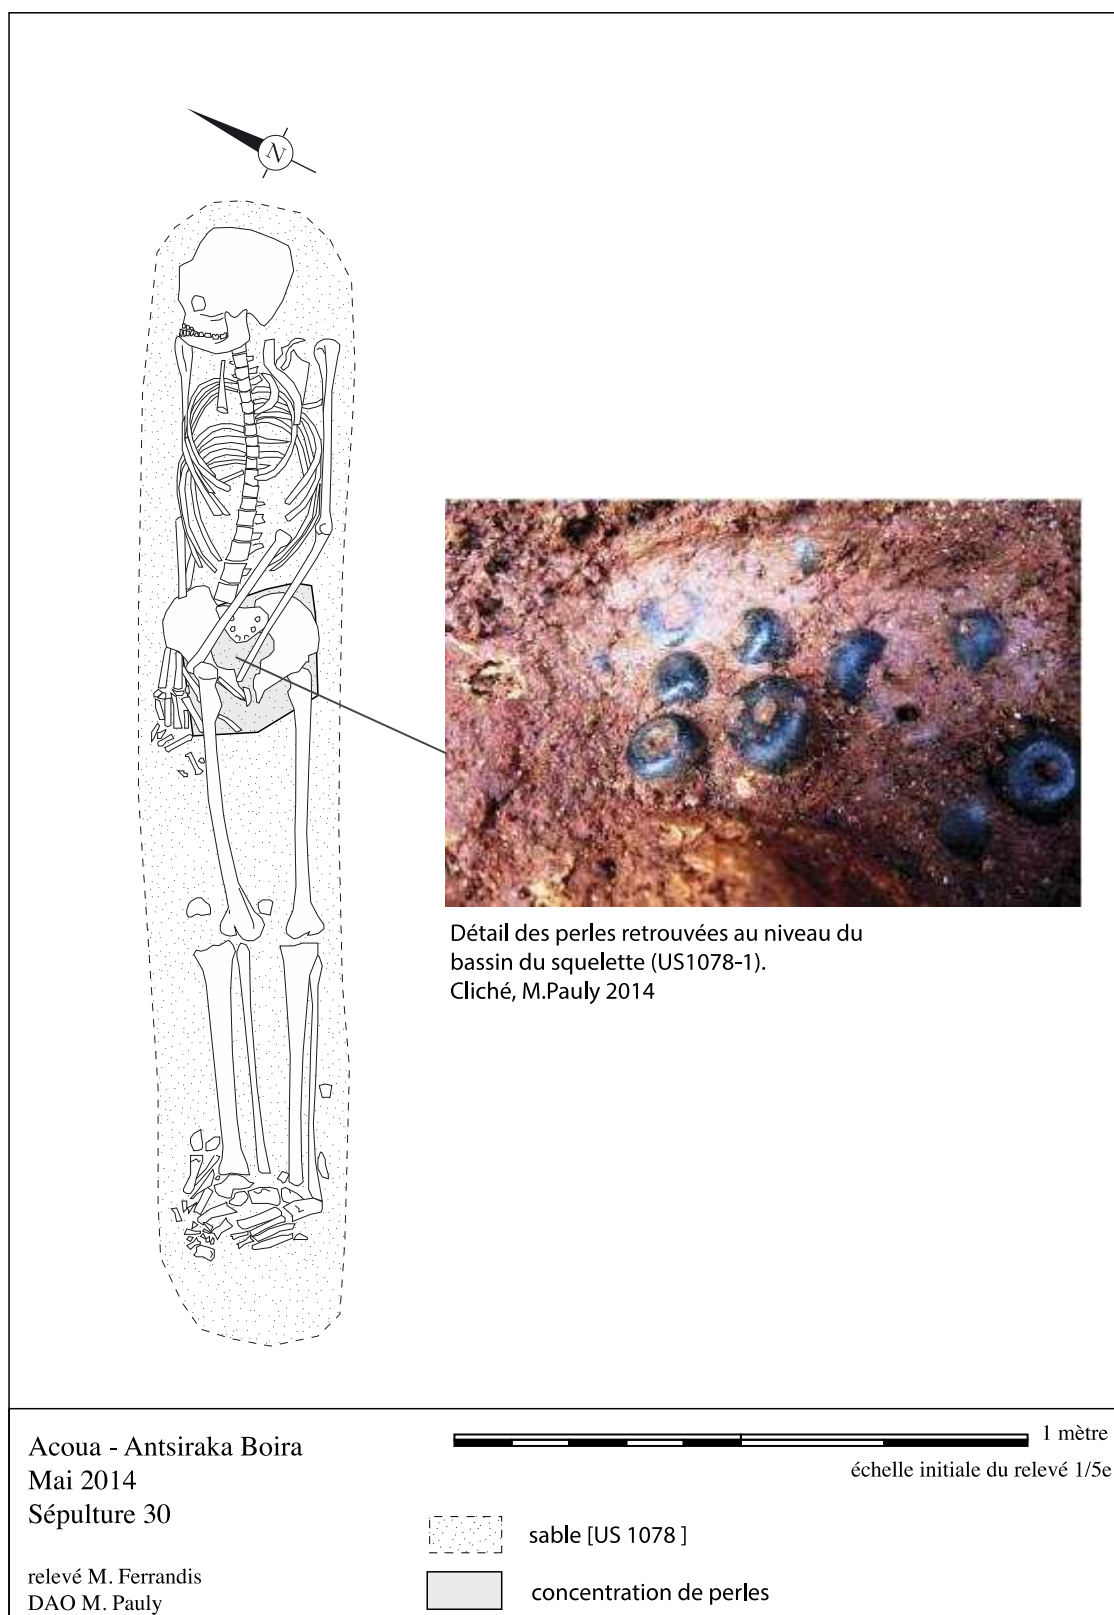 N
Détail des perles retrouvées au niveau du
bassin du squelette (US1078-1).
Cliché, M.Pauly 2014
Acoua - Antsiraka Boira
Mai 2014
Sépulture 30
relevé M. Ferrandis
DAO M. Pauly
1 mètre
échelle initiale du relevé 1/5e
sable [US 1078 ]
concentration de perles